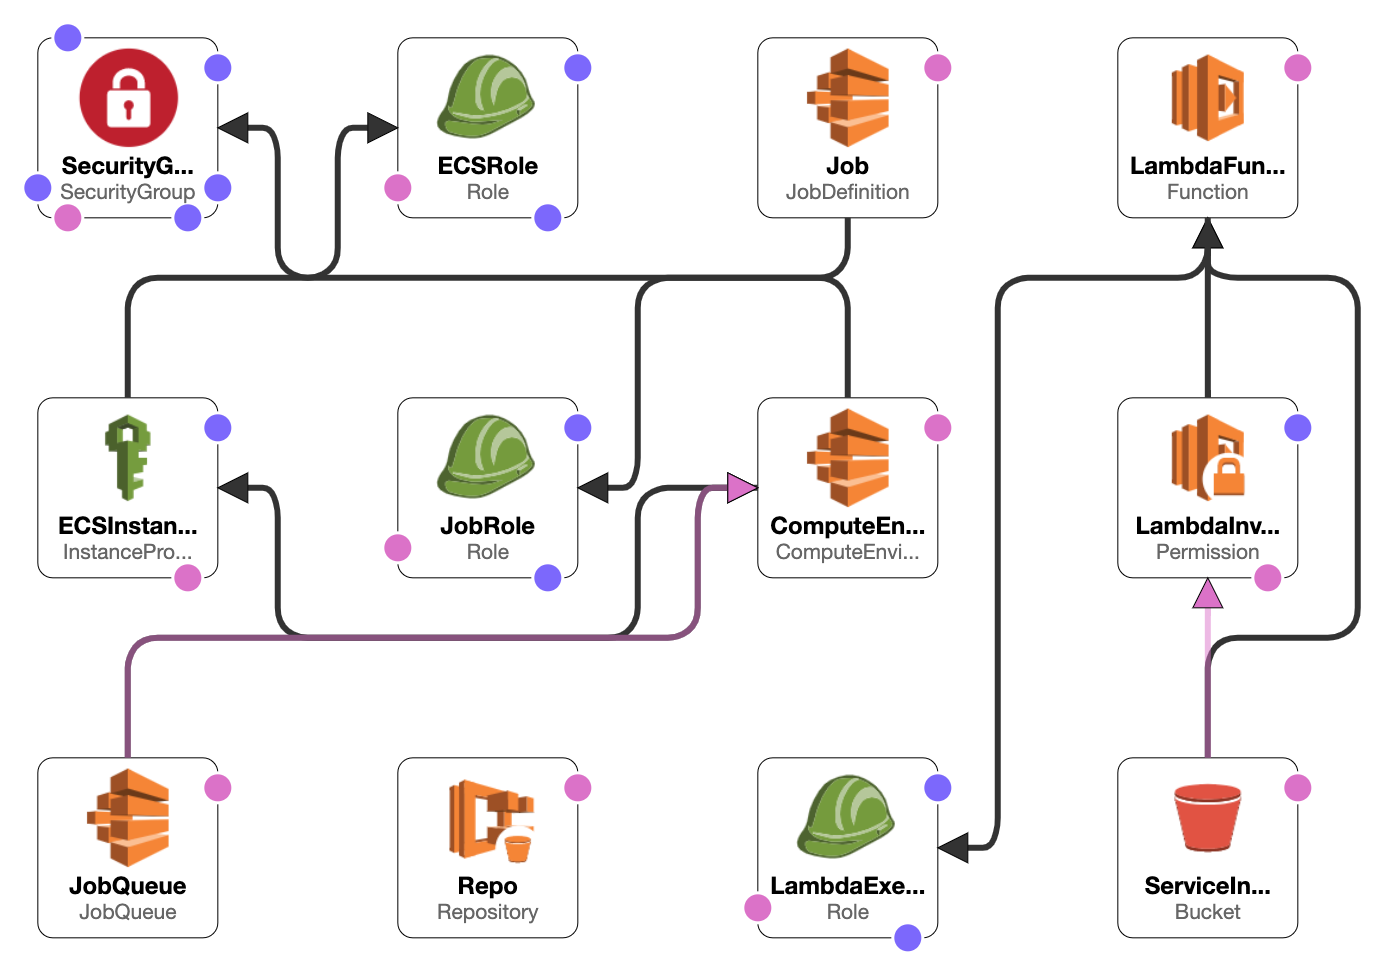 SecurityG...
SecurityGroup
ECSRole
Role
Job
JobDefinition
LambdaFun...
Function
ECSInstan...
InstancePro...
JobRole
Role
ComputeEn...
ComputeEnvi...
LambdaInv...
Permission
JobQueue
JobQueue
Repo
Repository
LambdaExe...
Role
ServiceIn...
Bucket